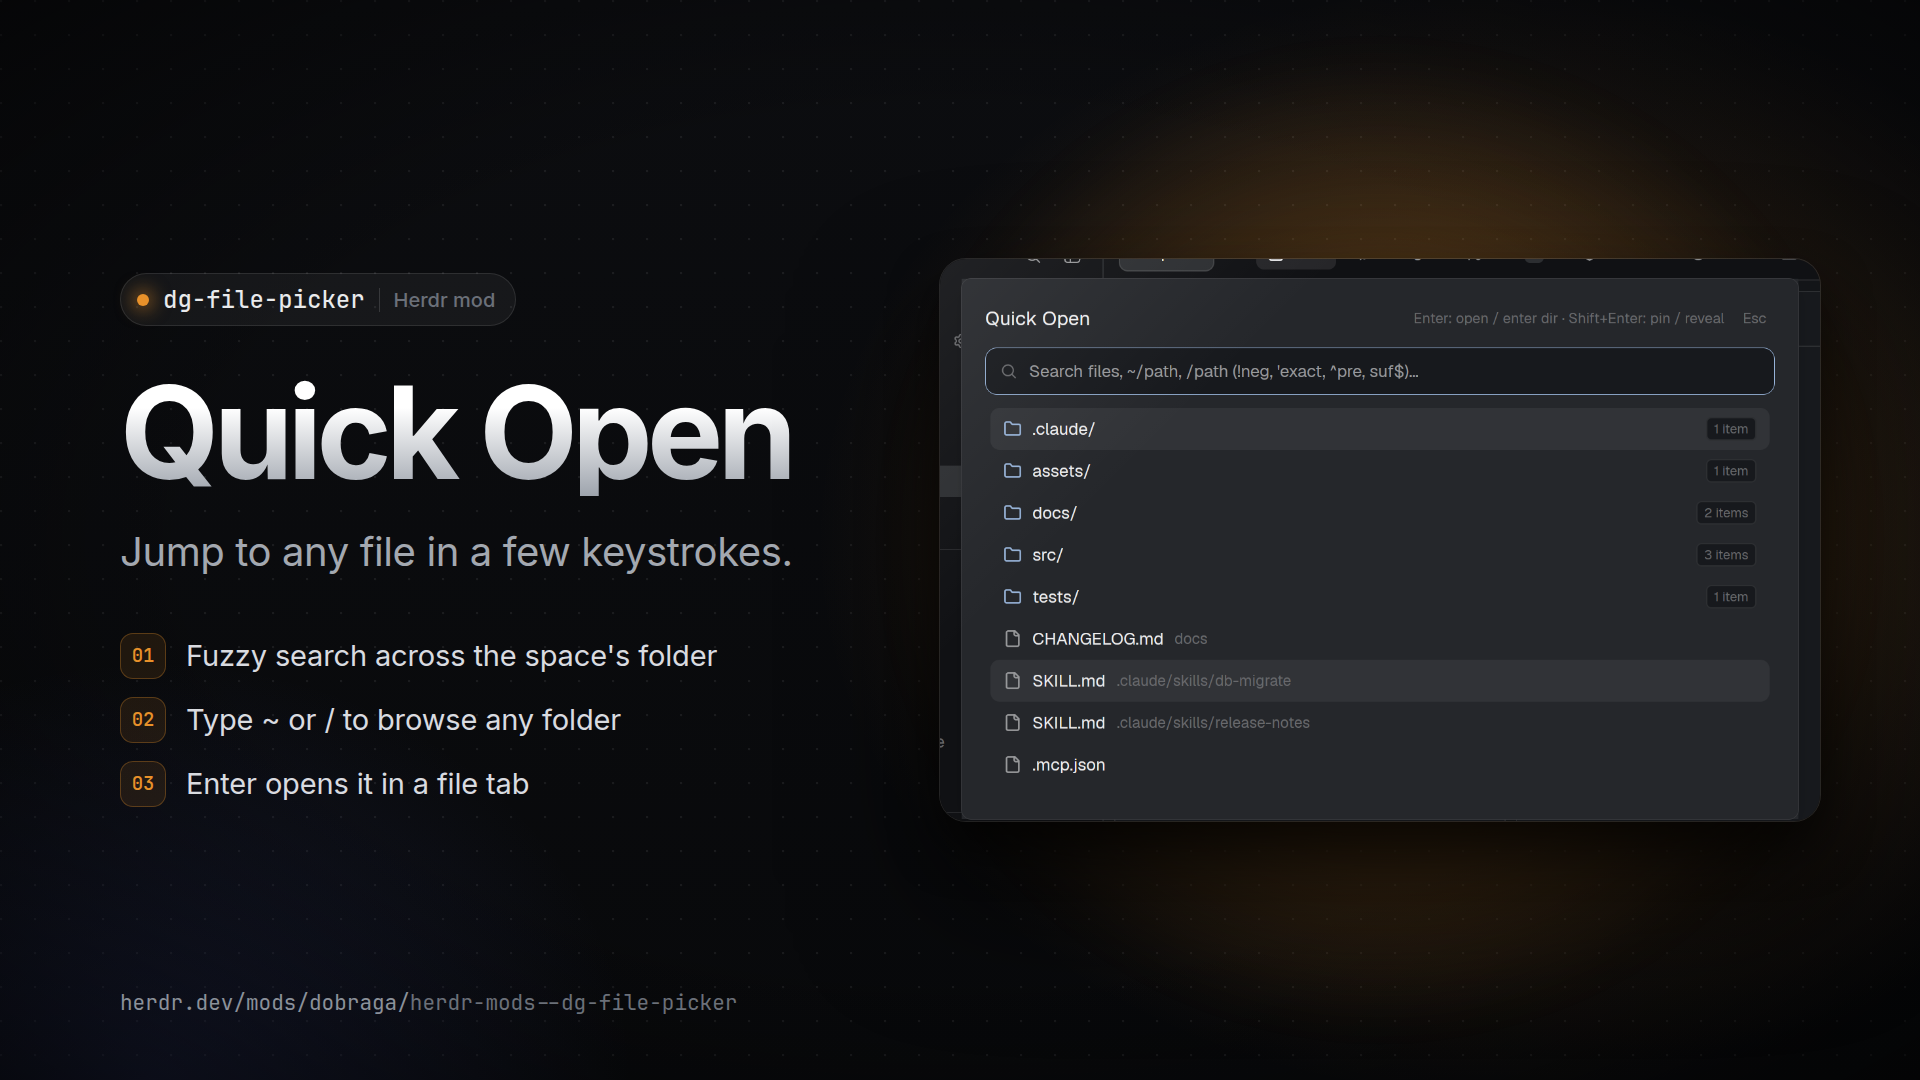 dg-file-picker Herdr mod
Quick Open
Jump to any file in a few keystrokes.
01 Fuzzy search across the space's folder
02 Type ~ or / to browse any folder
03 Enter opens it in a file tab
herdr.dev/mods/dobraga/herdr-mods--dg-file-picker
Quick Open Enter: open / enter dir · Shift+Enter: pin / reveal Esc
Search files, ~/path, /path (!neg, 'exact, ^pre, suf$)...
.claude/ 1 item
assets/ 1 item
docs/ 2 items
src/ 3 items
tests/ 1 item
CHANGELOG.md docs
SKILL.md .claude/skills/db-migrate
SKILL.md .claude/skills/release-notes
.mcp.json